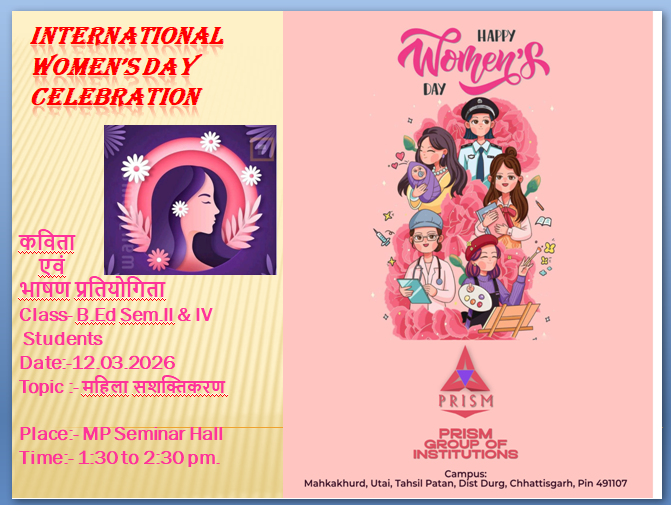 INTERNATIONAL
WOMEN'S DAY
CELEBRATION
कविता
एवं
भाषण प्रतियोगिता
Class- B.Ed Sem.II & IV
Students
Date:-12.03.2026
Topic :- महिला सशक्तिकरण
Place:- MP Seminar Hall
Time:- 1:30 to 2:30 pm.
HAPPY
Women's
DAY
PRISM
PRISM
GROUP OF
INSTITUTIONS
Campus:
Mahkakhurd, Utai, Tahsil Patan, Dist Durg, Chhattisgarh, Pin 491107